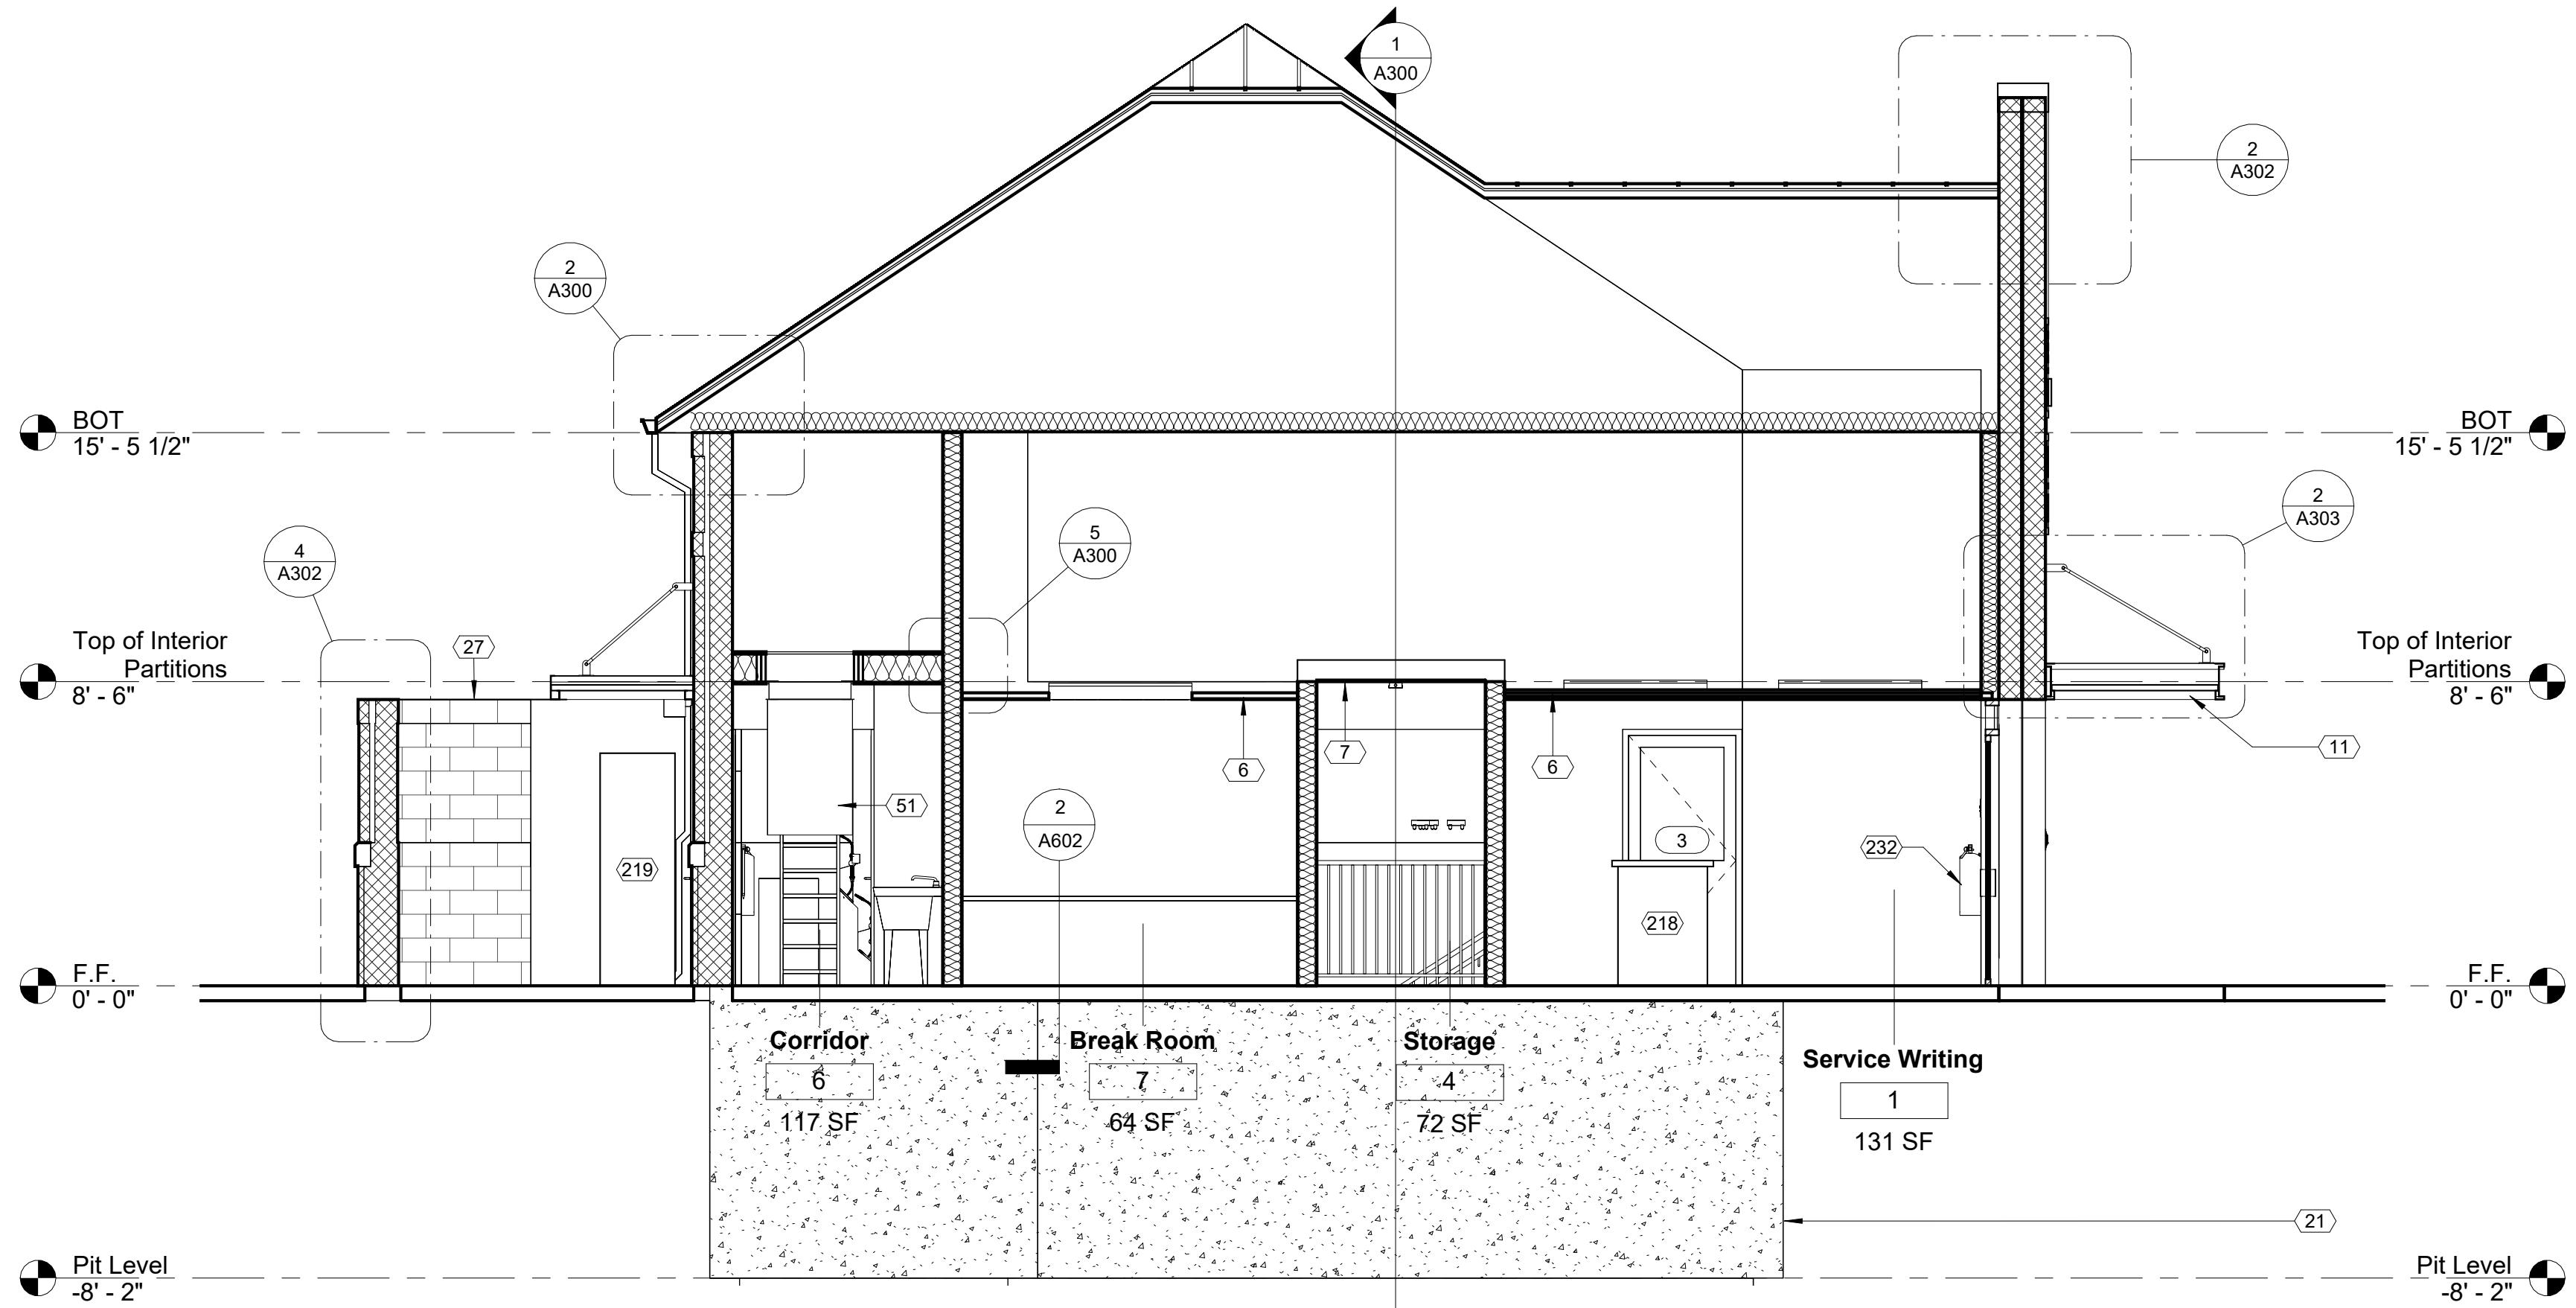 1
A300
2
A302
2
A300
BOT
15' - 5 1/2"
BOT
15' - 5 1/2"
2
A303
5
A300
4
A302
Top of Interior
Partitions
8' - 6"
27
Top of Interior
Partitions
8' - 6"
7
6
6
11
51
2
A602
3
232
219
218
F.F.
0' - 0"
F.F.
0' - 0"
Corridor
6
117 SF
Break Room
7
64 SF
Storage
4
72 SF
Service Writing
1
131 SF
21
Pit Level
-8' - 2"
Pit Level
-8' - 2"